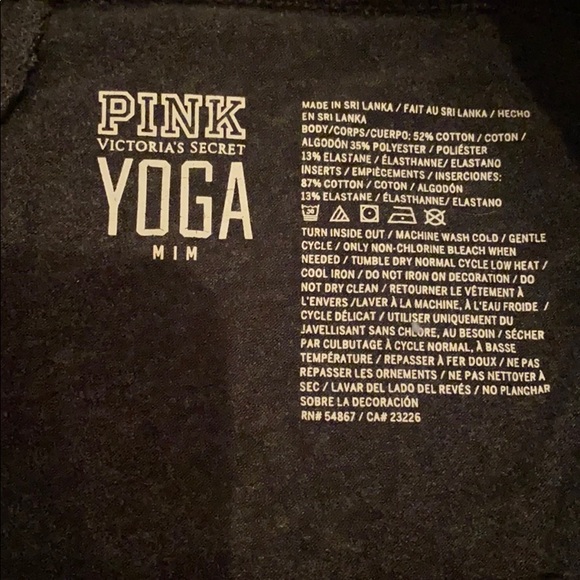 PINK
VICTORIA'S SECRET
YOGA
M I M
MADE IN SRI LANKA / FAIT AU SRI LANKA / HECHO
EN SRI LANKA
BODY/CORPS/CUERPO: 52% COTTON / COTON /
ALGODÓN 35% POLYESTER / POLIÉSTER
13% ELASTANE / ÉLASTHANNE/ ELASTANO
INSERTS / EMPIÈCEMENTS / INSERCIONES:
87% COTTON / COTON / ALGODÓN
13% ELASTANE / ÉLASTHANNE/ ELASTANO
30
TURN INSIDE OUT / MACHINE WASH COLD / GENTLE
CYCLE / ONLY NON-CHLORINE BLEACH WHEN
NEEDED / TUMBLE DRY NORMAL CYCLE LOW HEAT /
COOL IRON / DO NOT IRON ON DECORATION / DO
NOT DRY CLEAN / RETOURNER LE VÊTEMENT À
L'ENVERS /LAVER À LA MACHINE, À L'EAU FROIDE /
CYCLE DÉLICAT / UTILISER UNIQUEMENT DU
JAVELLISANT SANS CHLORE, AU BESOIN / SÉCHER
PAR CULBUTAGE À CYCLE NORMAL, À BASSE
TEMPÉRATURE / REPASSER À FER DOUX / NE PAS
REPASSER LES ORNEMENTS / NE PAS NETTOYER À
SEC / LAVAR DEL LADO DEL REVÉS / NO PLANCHAR
SOBRE LA DECORACIÓN
RN# 54867 / CA# 23226